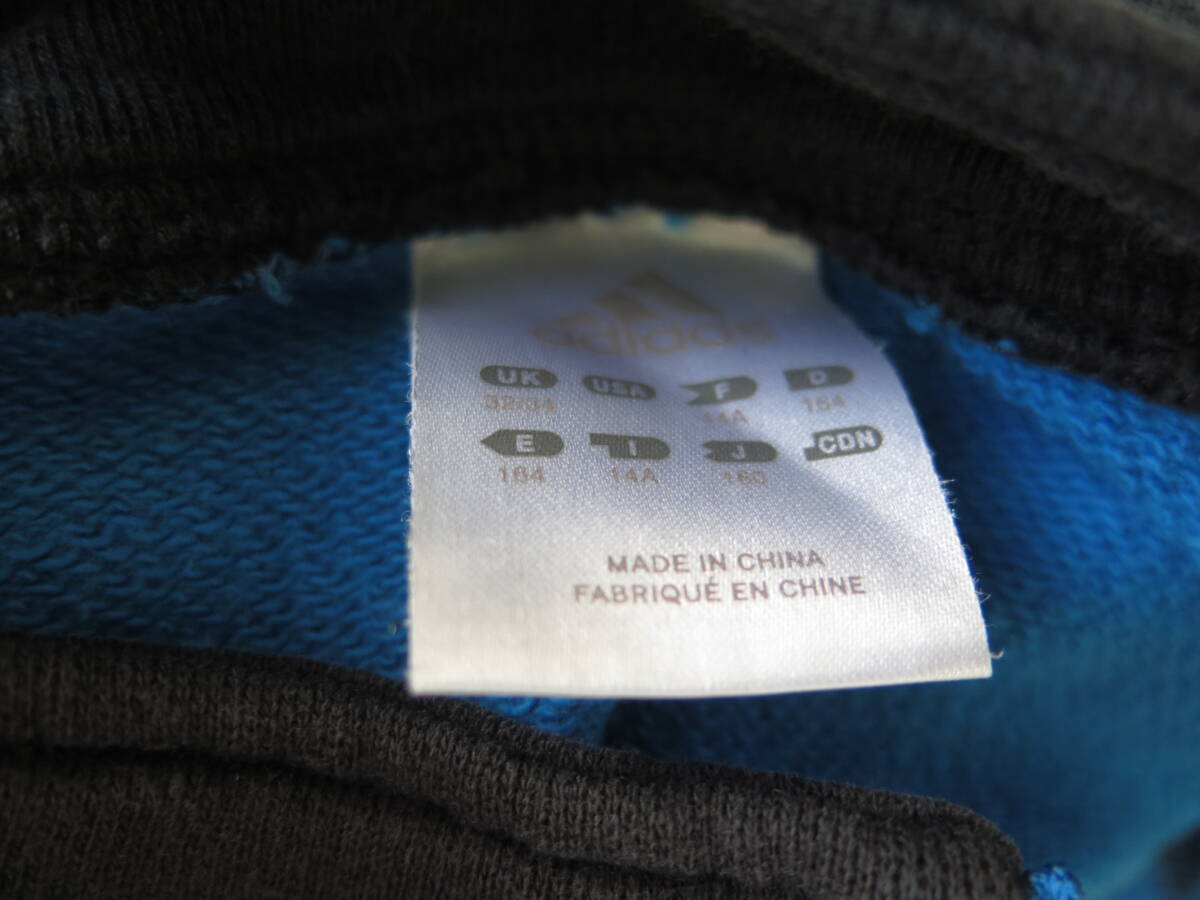 adidas
UK USA F D
32/34 14A 164
E I J CDN
164 14A 160
MADE IN CHINA
FABRIQUÉ EN CHINE